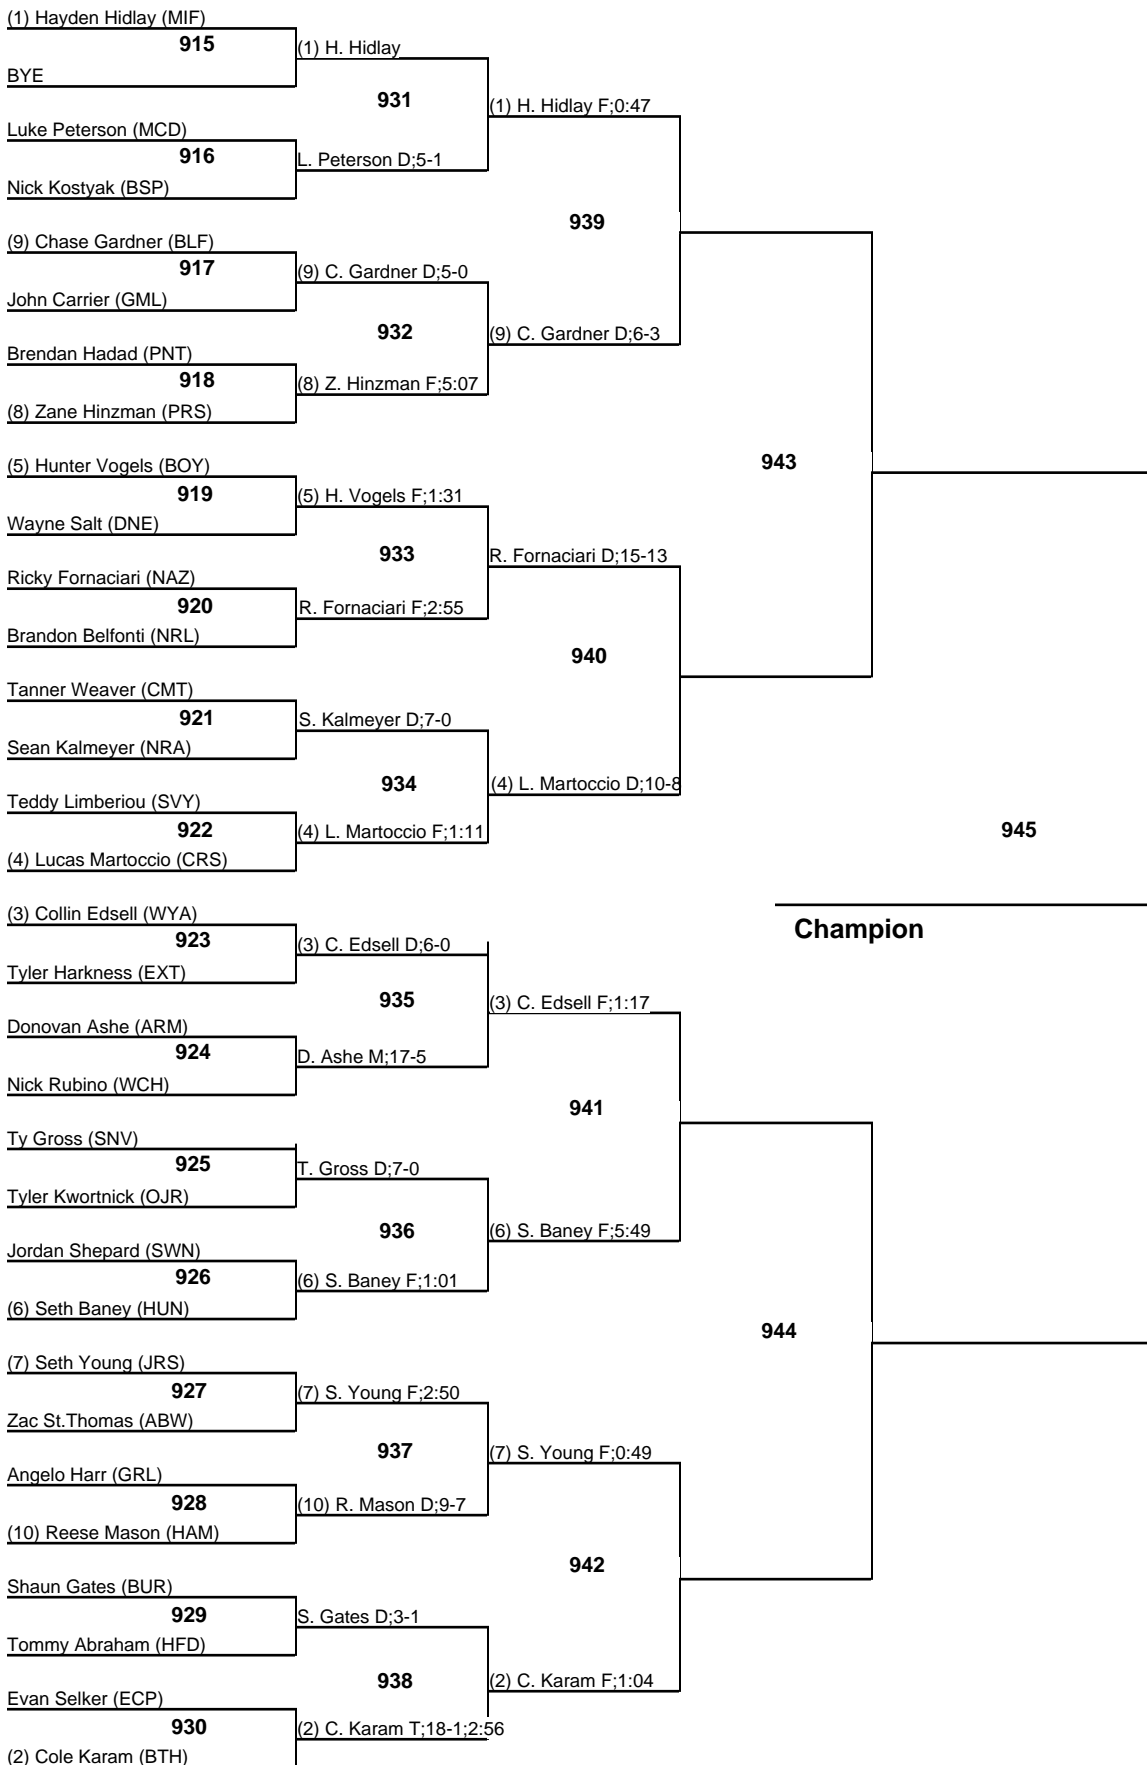 (1) Hayden Hidlay (MIF)
915
(1) H. Hidlay
BYE
931
(1) H. Hidlay F;0:47
Luke Peterson (MCD)
916
L. Peterson D;5-1
Nick Kostyak (BSP)
939
(9) Chase Gardner (BLF)
917
(9) C. Gardner D;5-0
John Carrier (GML)
932
(9) C. Gardner D;6-3
Brendan Hadad (PNT)
918
(8) Z. Hinzman F;5:07
(8) Zane Hinzman (PRS)
943
(5) Hunter Vogels (BOY)
919
(5) H. Vogels F;1:31
Wayne Salt (DNE)
933
R. Fornaciari D;15-13
Ricky Fornaciari (NAZ)
920
R. Fornaciari F;2:55
Brandon Belfonti (NRL)
940
Tanner Weaver (CMT)
921
S. Kalmeyer D;7-0
Sean Kalmeyer (NRA)
934
(4) L. Martoccio D;10-8
Teddy Limberiou (SVY)
922
(4) L. Martoccio F;1:11
(4) Lucas Martoccio (CRS)
945
Champion
(3) Collin Edsell (WYA)
923
(3) C. Edsell D;6-0
Tyler Harkness (EXT)
935
(3) C. Edsell F;1:17
Donovan Ashe (ARM)
924
D. Ashe M;17-5
Nick Rubino (WCH)
941
Ty Gross (SNV)
925
T. Gross D;7-0
Tyler Kwortnick (OJR)
936
(6) S. Baney F;5:49
Jordan Shepard (SWN)
926
(6) S. Baney F;1:01
(6) Seth Baney (HUN)
944
(7) Seth Young (JRS)
927
(7) S. Young F;2:50
Zac St.Thomas (ABW)
937
(7) S. Young F;0:49
Angelo Harr (GRL)
928
(10) R. Mason D;9-7
(10) Reese Mason (HAM)
942
Shaun Gates (BUR)
929
S. Gates D;3-1
Tommy Abraham (HFD)
938
(2) C. Karam F;1:04
Evan Selker (ECP)
930
(2) C. Karam T;18-1;2:56
(2) Cole Karam (BTH)